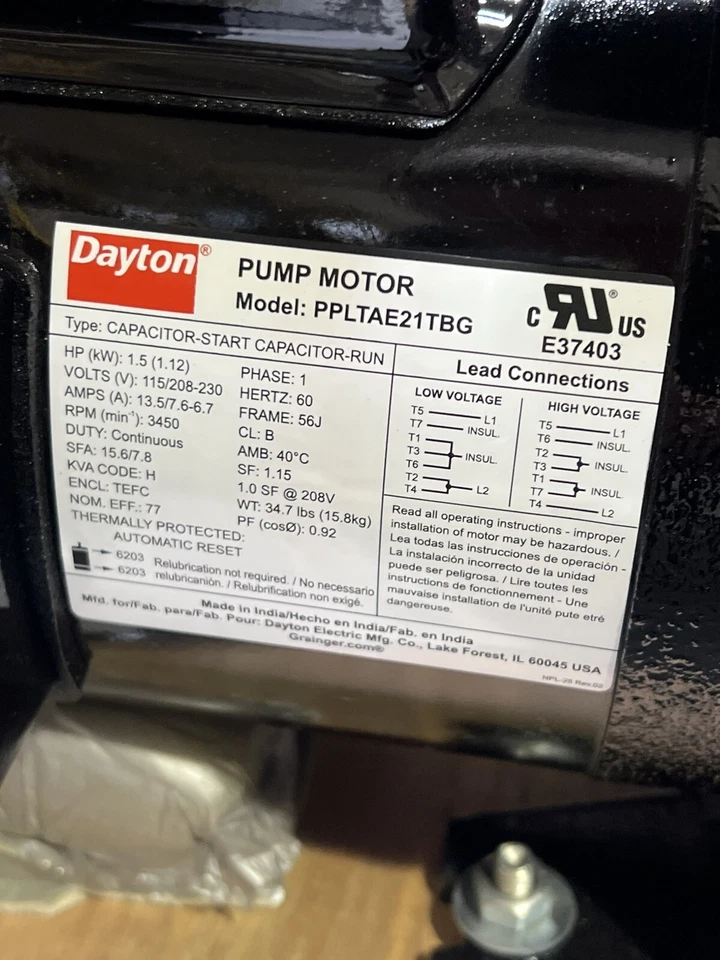 Dayton®
PUMP MOTOR
Model: PPLTAE21TBG
C RU® US
E37403
Type: CAPACITOR-START CAPACITOR-RUN
HP (kW): 1.5 (1.12)
VOLTS (V): 115/208-230
AMPS (A): 13.5/7.6-6.7
RPM (min⁻¹): 3450
DUTY: Continuous
SFA: 15.6/7.8
KVA CODE: H
ENCL: TEFC
NOM. EFF.: 77
THERMALLY PROTECTED:
AUTOMATIC RESET
PHASE: 1
HERTZ: 60
FRAME: 56J
CL: B
AMB: 40°C
SF: 1.15
1.0 SF @ 208V
WT: 34.7 lbs (15.8kg)
PF (cosØ): 0.92
6203
6203
Relubrication not required. / No necesario
relubricanión. / Relubrification non exigé.
Lead Connections
LOW VOLTAGE
T5 L1
T7 INSUL.
T1
T3 INSUL.
T6
T2
T4 L2
HIGH VOLTAGE
T5 L1
T6 INSUL.
T2
T3 INSUL.
T1
T7 INSUL.
T4 L2
Read all operating instructions - improper
installation of motor may be hazardous. /
Lea todas las instrucciones de operación -
La instalación incorrecto de la unidad
puede ser peligrosa. / Lire toutes les
instructions de fonctionnement - Une
mauvaise installation de l'unité pute etré
dangereuse.
Made in India/Hecho en India/Fab. en India
Mfd. for/Fab. para/Fab. Pour: Dayton Electric Mfg. Co., Lake Forest, IL 60045 USA
Grainger.com®
NPL-28 Rev.02